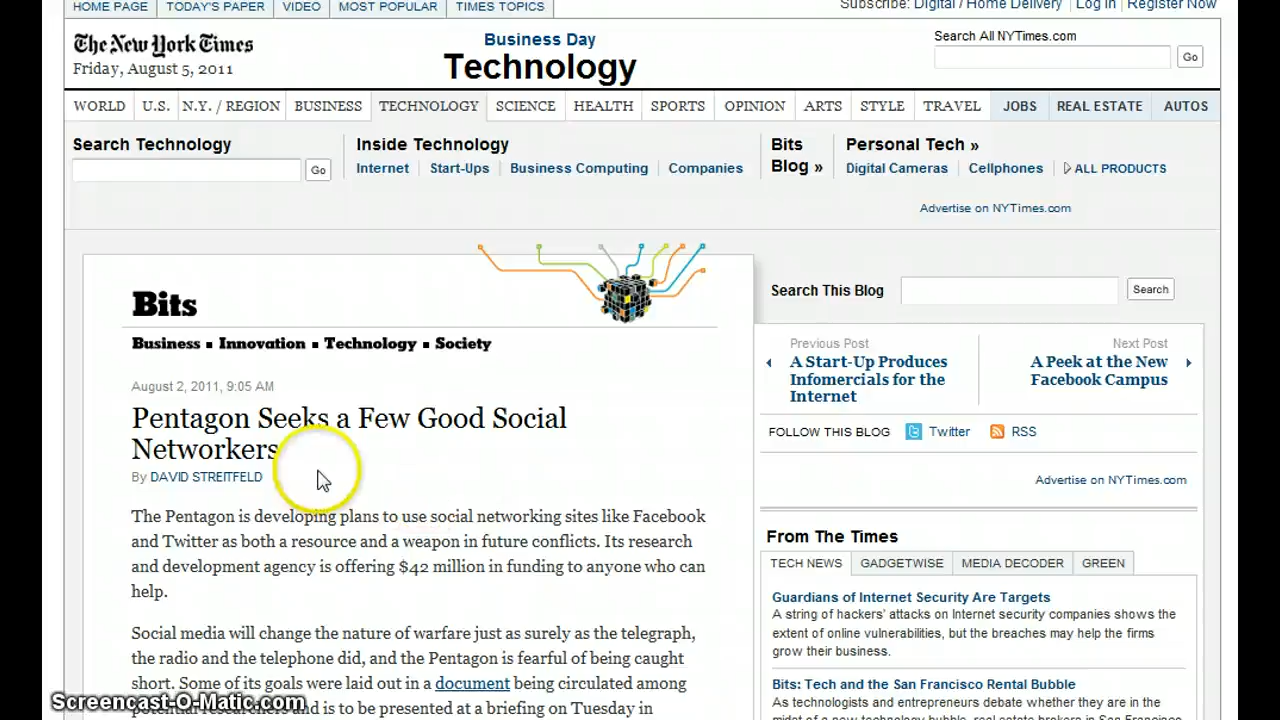 HOME PAGE TODAY'S PAPER VIDEO MOST POPULAR TIMES TOPICS
Subscribe: Digital / Home Delivery Log In Register Now
The New York Times
Friday, August 5, 2011
Business Day
Technology
Search All NYTimes.com
Go
WORLD U.S. N.Y. / REGION BUSINESS TECHNOLOGY SCIENCE HEALTH SPORTS OPINION ARTS STYLE TRAVEL JOBS REAL ESTATE AUTOS
Search Technology
Go
Inside Technology
Internet Start-Ups Business Computing Companies
Bits
Blog »
Personal Tech »
Digital Cameras Cellphones ALL PRODUCTS
Advertise on NYTimes.com
Bits
Business ▪ Innovation ▪ Technology ▪ Society
August 2, 2011, 9:05 AM
Pentagon Seeks a Few Good Social
Networkers
By DAVID STREITFELD
The Pentagon is developing plans to use social networking sites like Facebook
and Twitter as both a resource and a weapon in future conflicts. Its research
and development agency is offering $42 million in funding to anyone who can
help.
Social media will change the nature of warfare just as surely as the telegraph,
the radio and the telephone did, and the Pentagon is fearful of being caught
short. Some of its goals were laid out in a document being circulated among
potential researchers and is to be presented at a briefing on Tuesday in
Search This Blog
Search
Previous Post
A Start-Up Produces
Infomercials for the
Internet
Next Post
A Peek at the New
Facebook Campus
FOLLOW THIS BLOG Twitter RSS
Advertise on NYTimes.com
From The Times
TECH NEWS GADGETWISE MEDIA DECODER GREEN
Guardians of Internet Security Are Targets
A string of hackers' attacks on Internet security companies shows the
extent of online vulnerabilities, but the breaches may help the firms
grow their business.
Bits: Tech and the San Francisco Rental Bubble
As technologists and entrepreneurs debate whether they are in the
midst of a new technology bubble, real estate brokers in San Francisco
Screencast-O-Matic.com